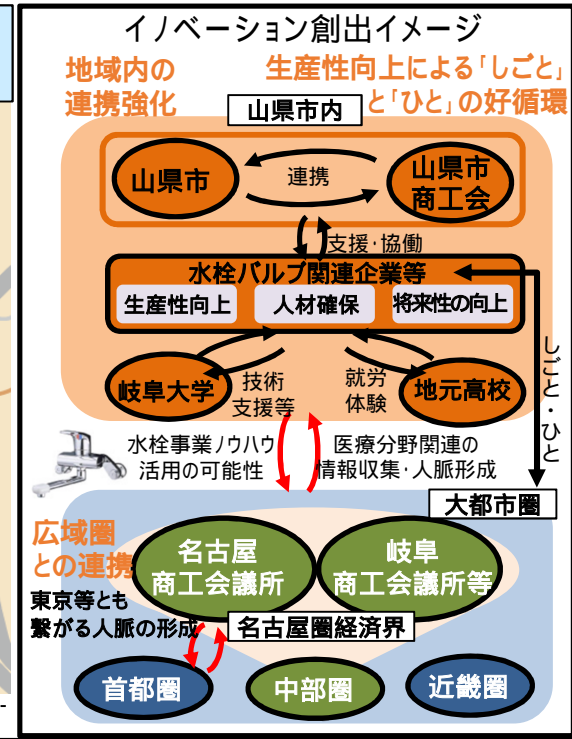 イノベーション創出イメージ
地域内の
連携強化
生産性向上による「しごと」
と「ひと」の好循環
山県市内
山県市
連携
山県市
商工会
支援・協働
水栓バルブ関連企業等
生産性向上
人材確保
将来性の向上
岐阜大学
技術
支援等
就労
体験
地元高校
しごと・ひと
水栓事業ノウハウ
活用の可能性
医療分野関連の
情報収集・人脈形成
大都市圏
広域圏
との連携
名古屋
商工会議所
岐阜
商工会議所等
東京等とも
繋がる人脈の形成
名古屋圏経済界
首都圏
中部圏
近畿圏